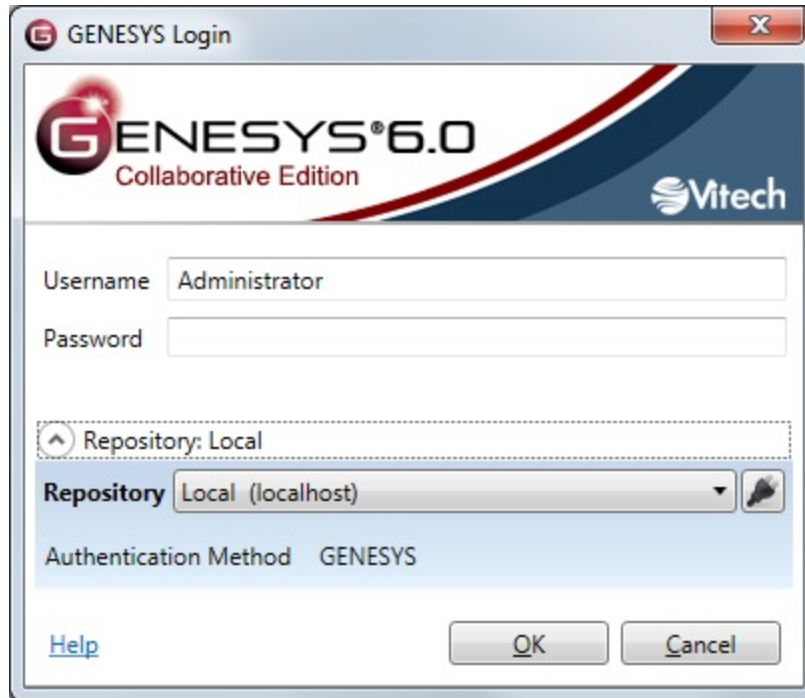 GENESYS Login
GENESYS® 6.0
Collaborative Edition
Vitech
Username Administrator
Password
Repository: Local
Repository Local (localhost)
Authentication Method GENESYS
Help OK Cancel